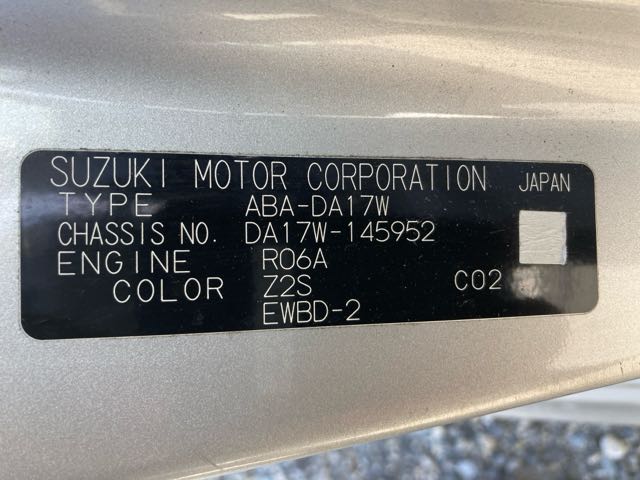 SUZUKI MOTOR CORPORATION JAPAN
TYPE ABA-DA17W
CHASSIS NO. DA17W-145952
ENGINE R06A
COLOR Z2S C02
EWBD-2